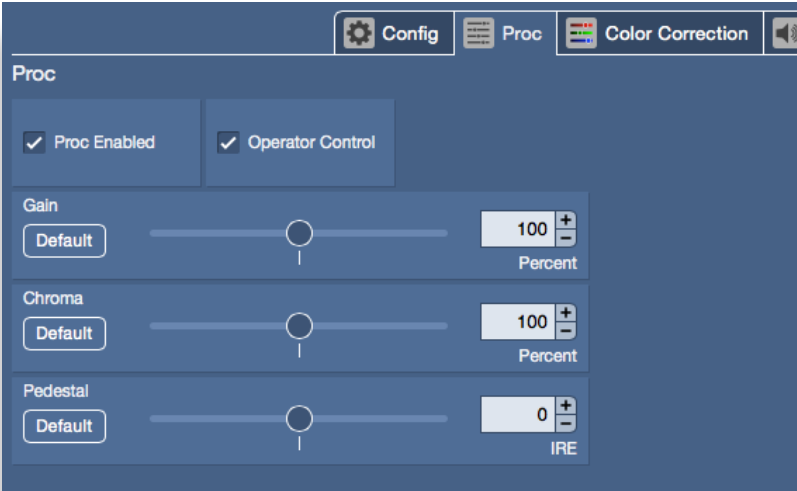 Config
Proc
Color Correction
Proc
Proc Enabled
Operator Control
Gain
Default
100
+
−
Percent
Chroma
Default
100
+
−
Percent
Pedestal
Default
0
+
−
IRE